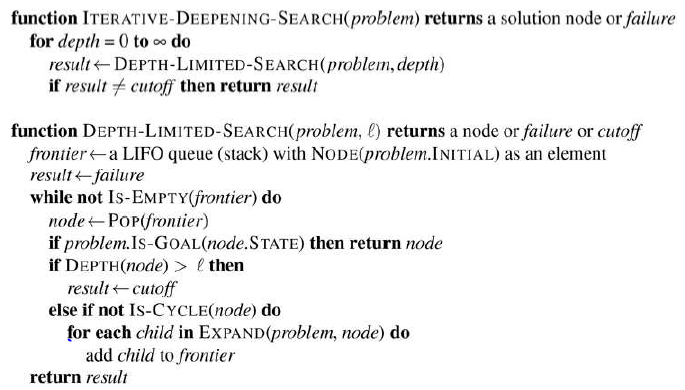 function ITERATIVE-DEEPENING-SEARCH(problem) returns a solution node or failure
for depth = 0 to ∞ do
result ← DEPTH-LIMITED-SEARCH(problem, depth)
if result ≠ cutoff then return result
function DEPTH-LIMITED-SEARCH(problem, ℓ) returns a node or failure or cutoff
frontier ← a LIFO queue (stack) with NODE(problem.INITIAL) as an element
result ← failure
while not IS-EMPTY(frontier) do
node ← POP(frontier)
if problem.IS-GOAL(node.STATE) then return node
if DEPTH(node) > ℓ then
result ← cutoff
else if not IS-CYCLE(node) do
for each child in EXPAND(problem, node) do
add child to frontier
return result